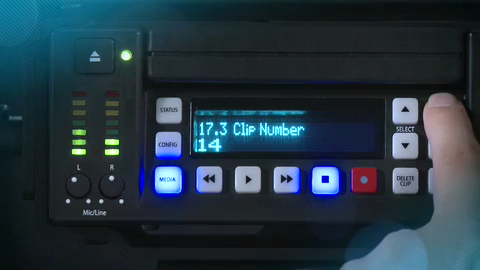 STATUS
17.3 Clip Number
14
SELECT
CONFIG
L
R
MEDIA
DELETE
CLIP
Mic/Line